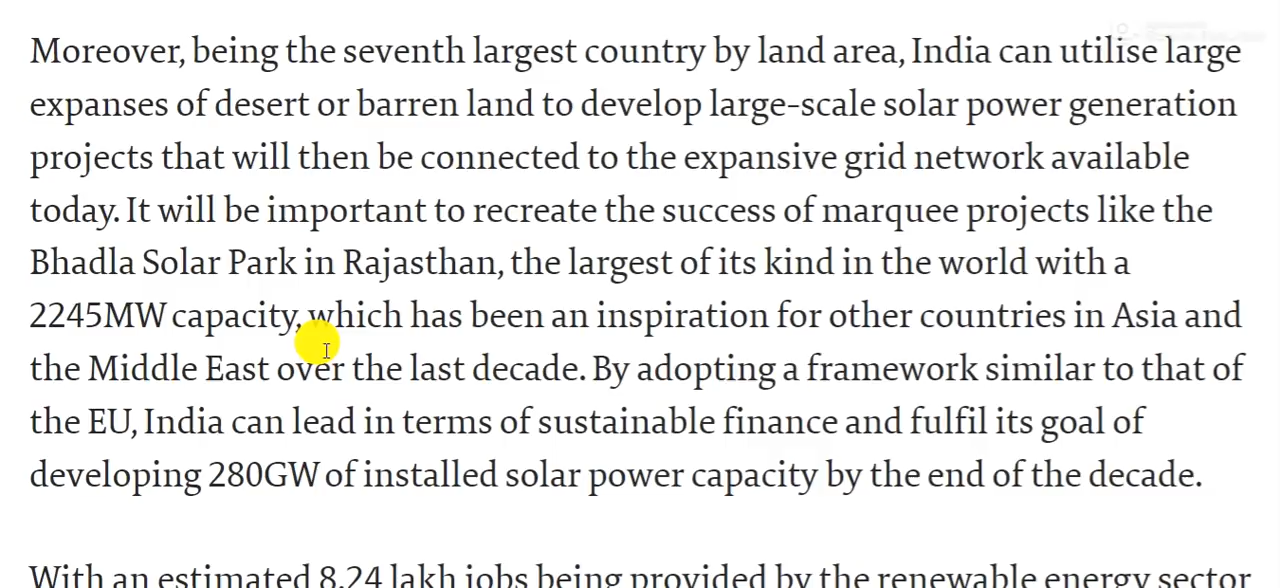 Moreover, being the seventh largest country by land area, India can utilise large
expanses of desert or barren land to develop large-scale solar power generation
projects that will then be connected to the expansive grid network available
today. It will be important to recreate the success of marquee projects like the
Bhadla Solar Park in Rajasthan, the largest of its kind in the world with a
2245MW capacity, which has been an inspiration for other countries in Asia and
the Middle East over the last decade. By adopting a framework similar to that of
the EU, India can lead in terms of sustainable finance and fulfil its goal of
developing 280GW of installed solar power capacity by the end of the decade.
With an estimated 8.24 lakh jobs being provided by the renewable energy sector